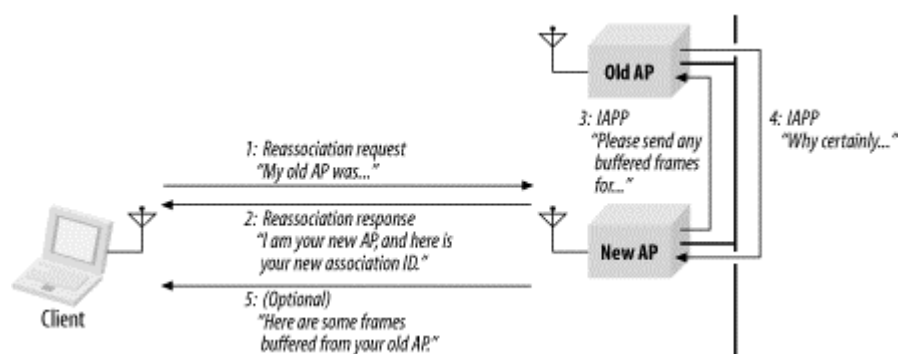 Old AP
3: IAPP
"Please send any
buffered frames
for..."
4: IAPP
"Why certainly..."
1: Reassociation request
"My old AP was..."
2: Reassociation response
"I am your new AP, and here is
your new association ID."
New AP
5: (Optional)
"Here are some frames
buffered from your old AP."
Client